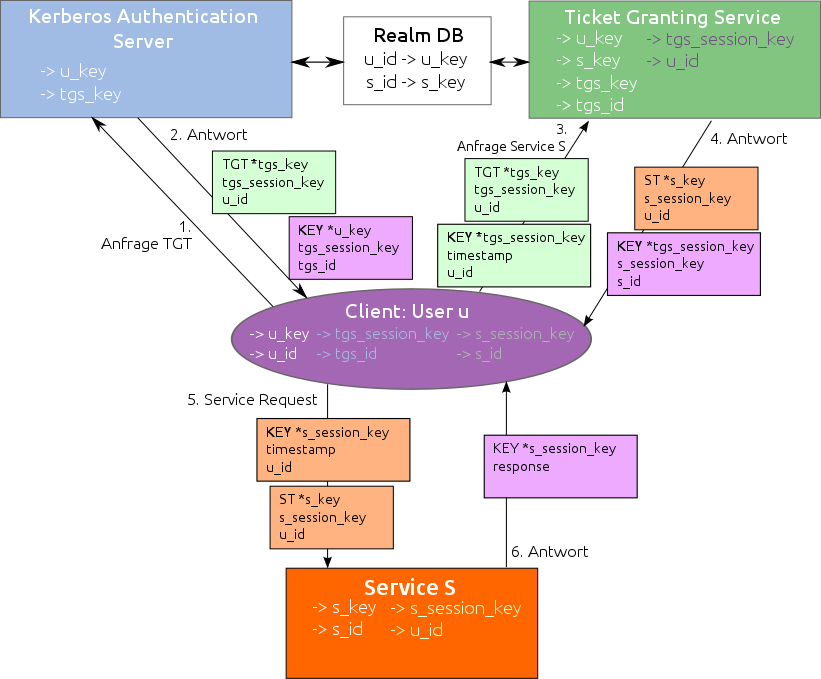 Kerberos Authentication
Server
-> u_key
-> tgs_key
Realm DB
u_id -> u_key
s_id -> s_key
Ticket Granting Service
-> u_key -> tgs_session_key
-> s_key -> u_id
-> tgs_key
-> tgs_id
2. Antwort
TGT *tgs_key
tgs_session_key
u_id
KEY *u_key
tgs_session_key
tgs_id
1.
Anfrage TGT
3.
Anfrage Service S
TGT *tgs_key
tgs_session_key
u_id
KEY *tgs_session_key
timestamp
u_id
4. Antwort
ST *s_key
s_session_key
u_id
KEY *tgs_session_key
s_session_key
s_id
Client: User u
-> u_key -> tgs_session_key -> s_session_key
-> u_id -> tgs_id -> s_id
5. Service Request
KEY *s_session_key
timestamp
u_id
ST *s_key
s_session_key
u_id
KEY *s_session_key
response
6. Antwort
Service S
-> s_key -> s_session_key
-> s_id -> u_id